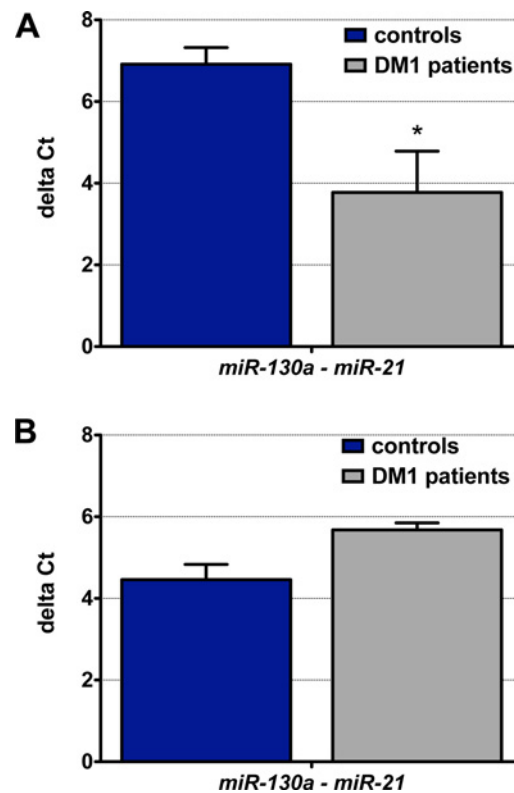 A
8
6
4
2
0
delta Ct
controls
DM1 patients
*
miR-130a - miR-21
B
8
6
4
2
0
delta Ct
controls
DM1 patients
miR-130a - miR-21